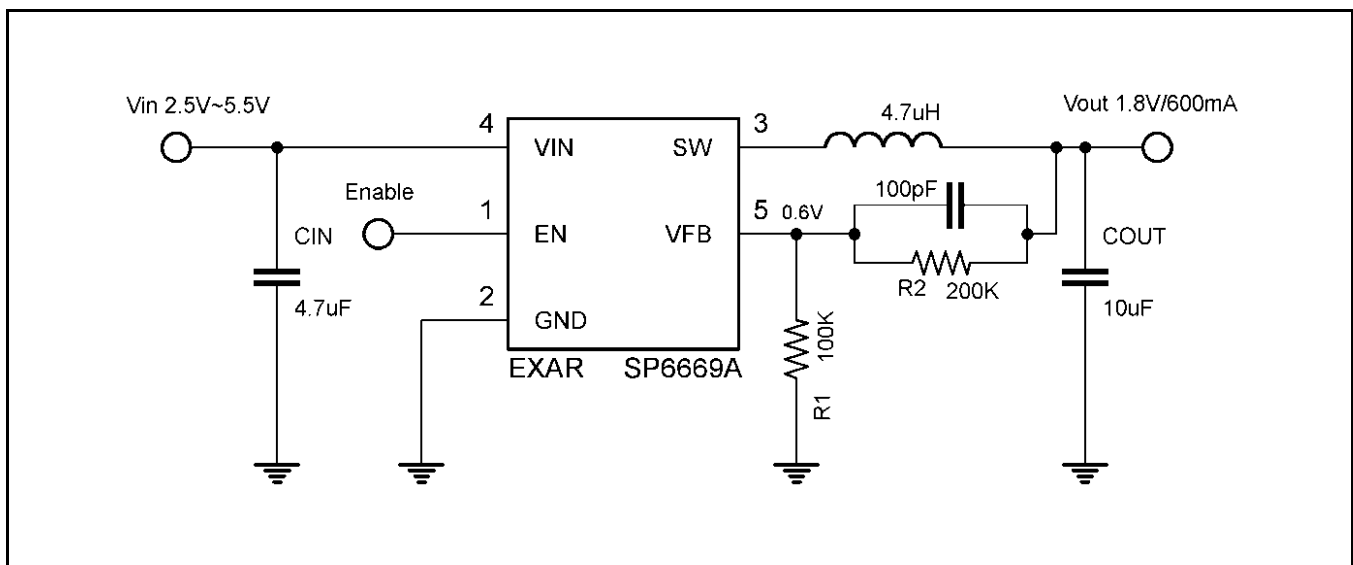 Vin 2.5V~5.5V
Vout 1.8V/600mA
4
VIN
SW
3
4.7uH
100pF
Enable
1
EN
VFB
5
0.6V
CIN
COUT
R2
200K
4.7uF
2
GND
10uF
100K
R1
EXAR
SP6669A